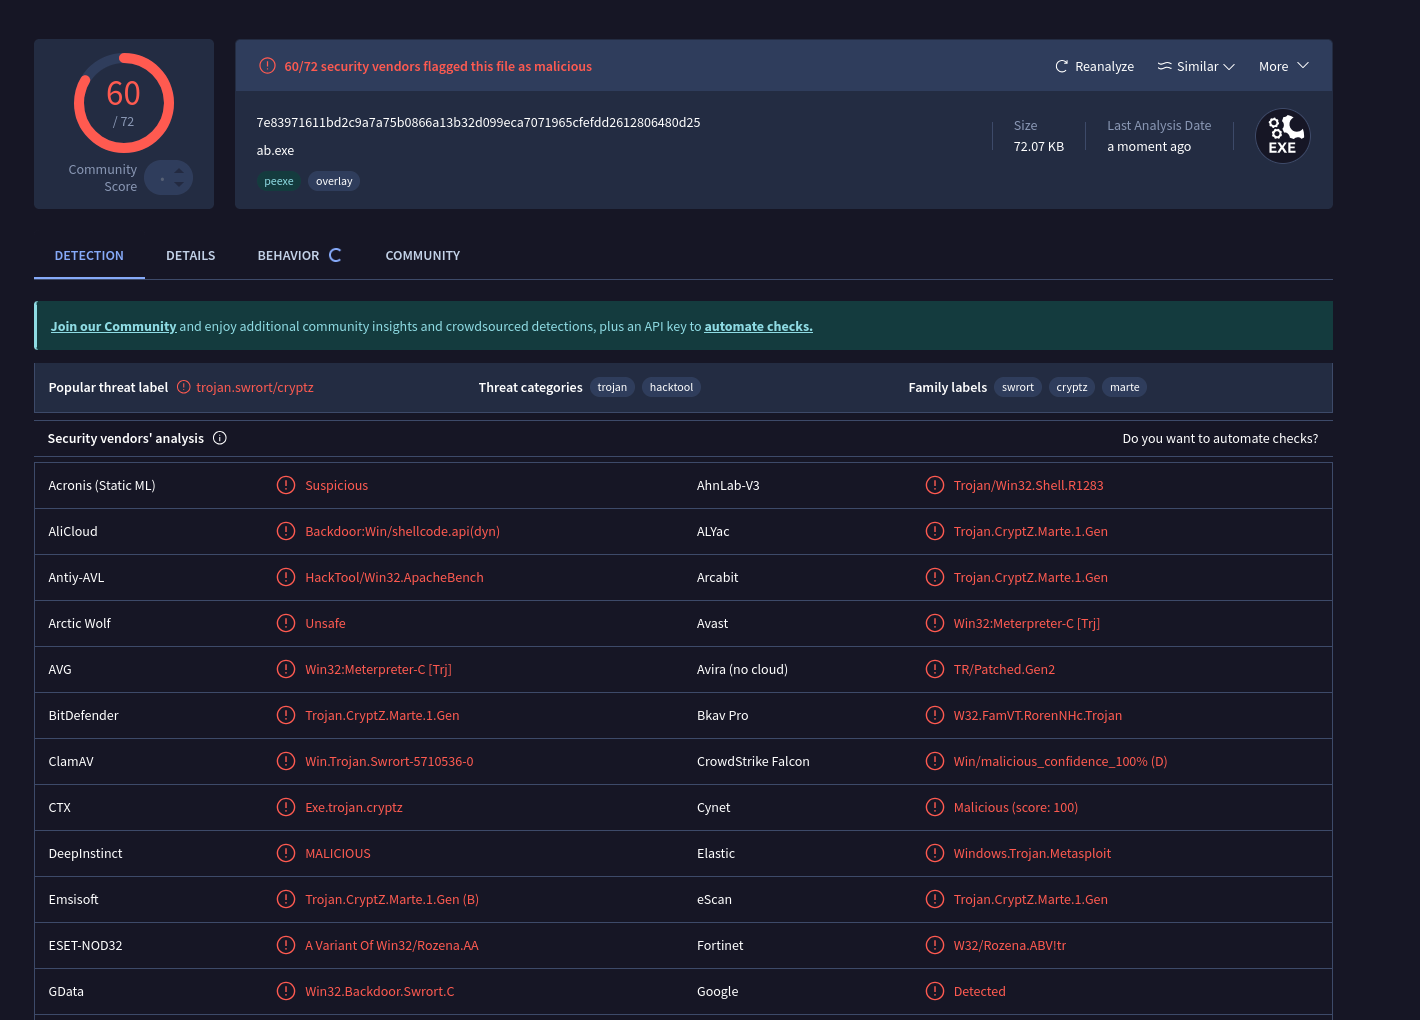 60
/ 72
Community
Score
60/72 security vendors flagged this file as malicious
Reanalyze
Similar
More
7e83971611bd2c9a7a75b0866a13b32d099eca7071965cfefdd2612806480d25
ab.exe
peexe
overlay
Size
72.07 KB
Last Analysis Date
a moment ago
EXE
DETECTION
DETAILS
BEHAVIOR
COMMUNITY
Join our Community and enjoy additional community insights and crowdsourced detections, plus an API key to automate checks.
Popular threat label trojan.swrort/cryptz
Threat categories trojan hacktool
Family labels swrort cryptz marte
Security vendors' analysis
Do you want to automate checks?
Acronis (Static ML) Suspicious
AhnLab-V3 Trojan/Win32.Shell.R1283
AliCloud Backdoor:Win/shellcode.api(dyn)
ALYac Trojan.CryptZ.Marte.1.Gen
Antiy-AVL HackTool/Win32.ApacheBench
Arcabit Trojan.CryptZ.Marte.1.Gen
Arctic Wolf Unsafe
Avast Win32:Meterpreter-C [Trj]
AVG Win32:Meterpreter-C [Trj]
Avira (no cloud) TR/Patched.Gen2
BitDefender Trojan.CryptZ.Marte.1.Gen
Bkav Pro W32.FamVT.RorenNHc.Trojan
ClamAV Win.Trojan.Swrort-5710536-0
CrowdStrike Falcon Win/malicious_confidence_100% (D)
CTX Exe.trojan.cryptz
Cynet Malicious (score: 100)
DeepInstinct MALICIOUS
Elastic Windows.Trojan.Metasploit
Emsisoft Trojan.CryptZ.Marte.1.Gen (B)
eScan Trojan.CryptZ.Marte.1.Gen
ESET-NOD32 A Variant Of Win32/Rozena.AA
Fortinet W32/Rozena.ABV!tr
GData Win32.Backdoor.Swrort.C
Google Detected